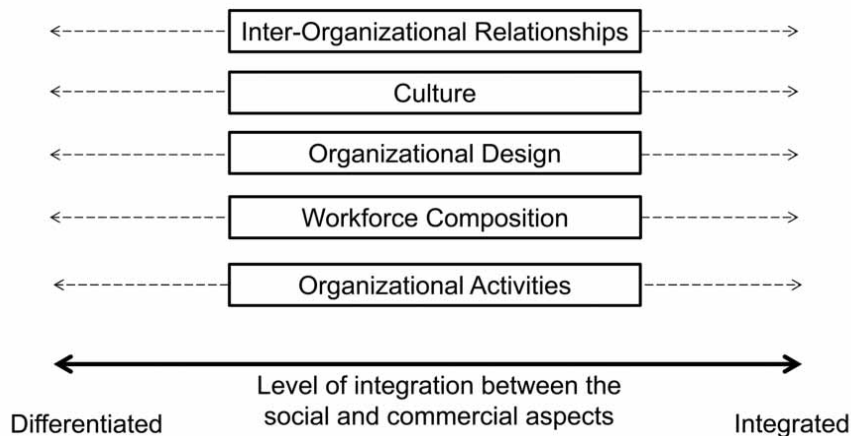 Inter-Organizational Relationships
Culture
Organizational Design
Workforce Composition
Organizational Activities
Level of integration between the
social and commercial aspects
Differentiated
Integrated